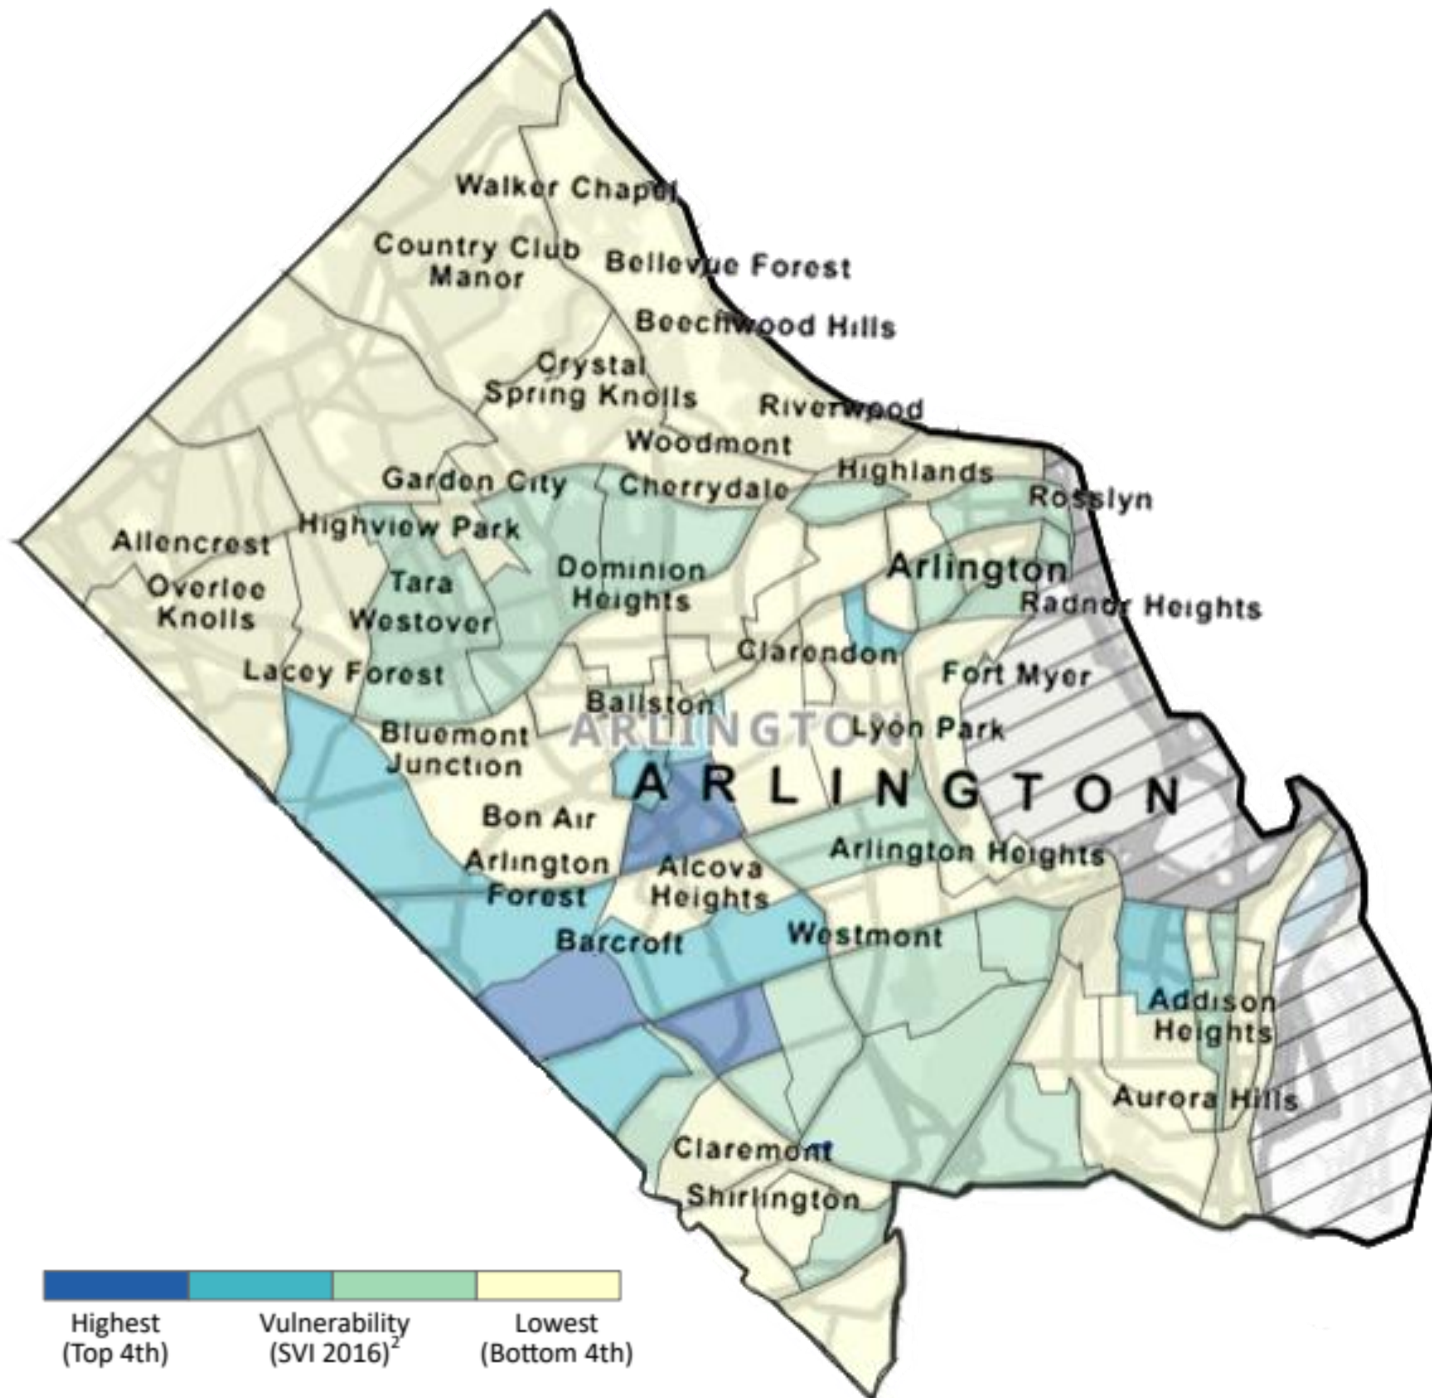 Walker Chapel
Country Club
Manor
Bellevue Forest
Beechwood Hills
Crystal
Spring Knolls
Riverwood
Woodmont
Highlands
Garden City
Cherrydale
Rosslyn
Highview Park
Allencrest
Arlington
Dominion
Heights
Tara
Overlee
Knolls
Radnor Heights
Westover
Clarendon
Lacey Forest
Fort Myer
Ballston
ARLINGTON
Lyon Park
Bluemont
Junction
ARLINGTON
Bon Air
Arlington Heights
Arlington
Forest
Alcova
Heights
Barcroft
Westmont
Addison
Heights
Aurora Hills
Claremont
Shirlington
Highest
(Top 4th)
Vulnerability
(SVI 2016)²
Lowest
(Bottom 4th)